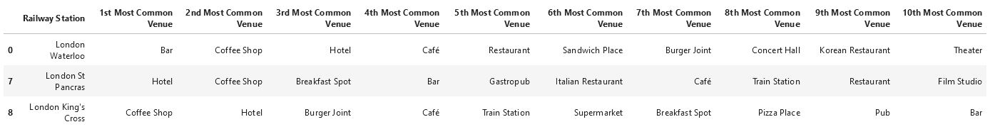 Railway Station 1st Most Common Venue 2nd Most Common Venue 3rd Most Common Venue 4th Most Common Venue 5th Most Common Venue 6th Most Common Venue 7th Most Common Venue 8th Most Common Venue 9th Most Common Venue 10th Most Common Venue
0 London Waterloo Bar Coffee Shop Hotel Café Restaurant Sandwich Place Burger Joint Concert Hall Korean Restaurant Theater
7 London St Pancras Hotel Coffee Shop Breakfast Spot Bar Gastropub Italian Restaurant Café Train Station Restaurant Film Studio
8 London King's Cross Coffee Shop Hotel Burger Joint Café Train Station Supermarket Breakfast Spot Pizza Place Pub Bar